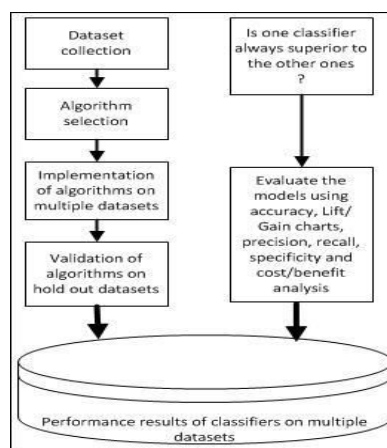 Dataset
collection
Algorithm
selection
Implementation
of algorithms on
multiple datasets
Validation of
algorithms on
hold out datasets
Is one classifier
always superior to
the other ones
?
Evaluate the
models using
accuracy, Lift/
Gain charts,
precision, recall,
specificity and
cost/benefit
analysis
Performance results of classifiers on multiple
datasets